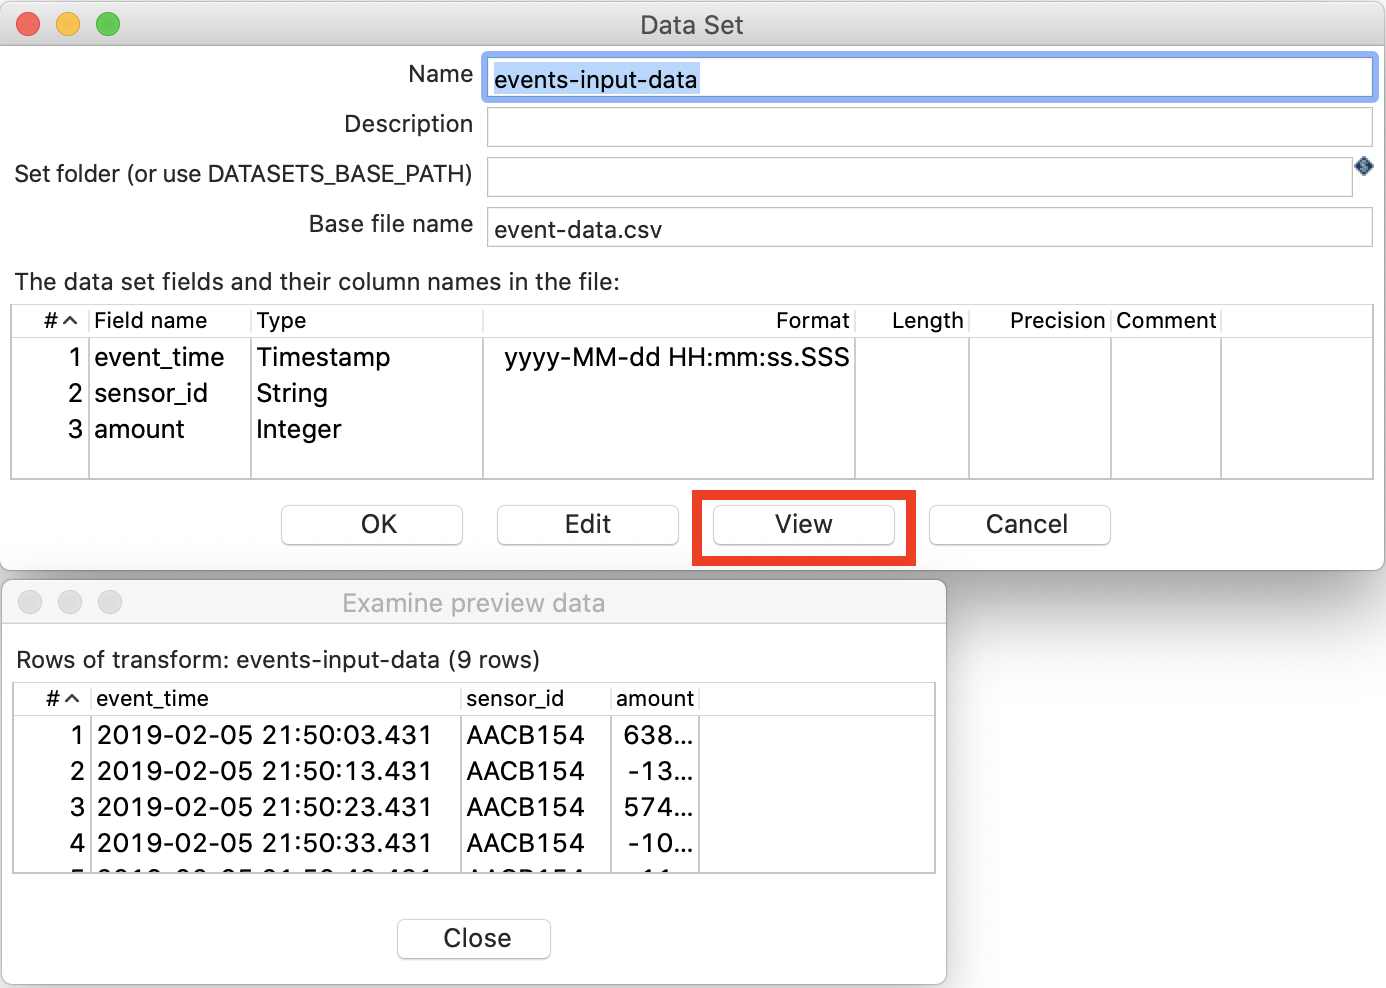 Data Set
Name events-input-data
Description
Set folder (or use DATASETS_BASE_PATH)
Base file name event-data.csv
The data set fields and their column names in the file:
# Field name Type Format Length Precision Comment
1 event_time Timestamp yyyy-MM-dd HH:mm:ss.SSS
2 sensor_id String
3 amount Integer
OK Edit View Cancel
Examine preview data
Rows of transform: events-input-data (9 rows)
# event_time sensor_id amount
1 2019-02-05 21:50:03.431 AACB154 638...
2 2019-02-05 21:50:13.431 AACB154 -13...
3 2019-02-05 21:50:23.431 AACB154 574...
4 2019-02-05 21:50:33.431 AACB154 -10...
Close